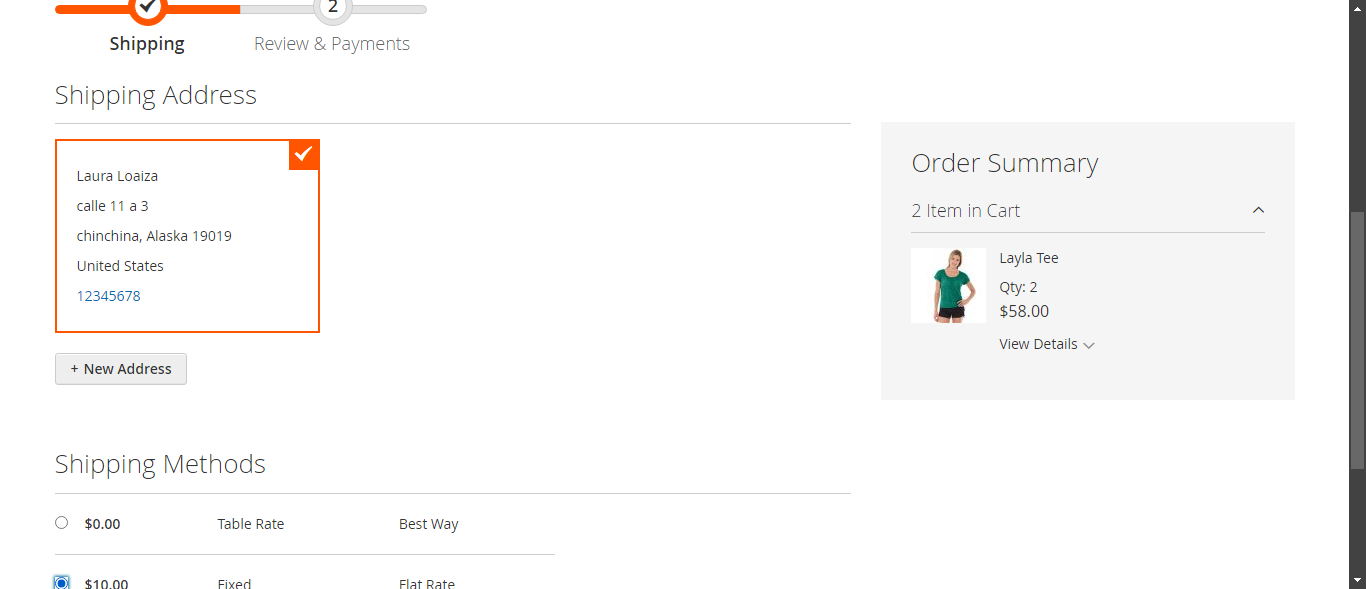 2
Shipping
Review & Payments
Shipping Address
Laura Loaiza
calle 11 a 3
chinchina, Alaska 19019
United States
12345678
+ New Address
Order Summary
2 Item in Cart
Layla Tee
Qty: 2
$58.00
View Details
Shipping Methods
$0.00 Table Rate Best Way
$10.00 Fixed Flat Rate